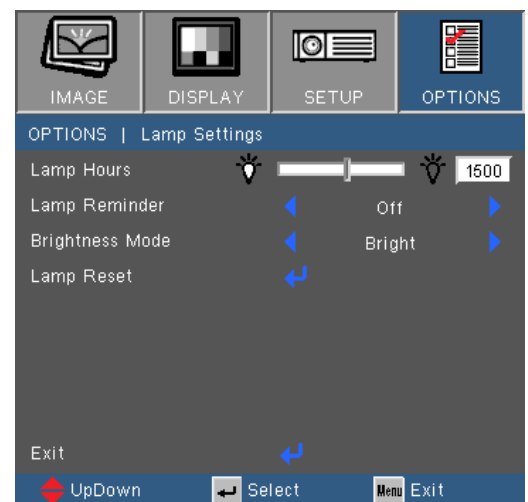 IMAGE DISPLAY SETUP OPTIONS
OPTIONS | Lamp Settings
Lamp Hours 1500
Lamp Reminder Off
Brightness Mode Bright
Lamp Reset
Exit
UpDown Select Menu Exit